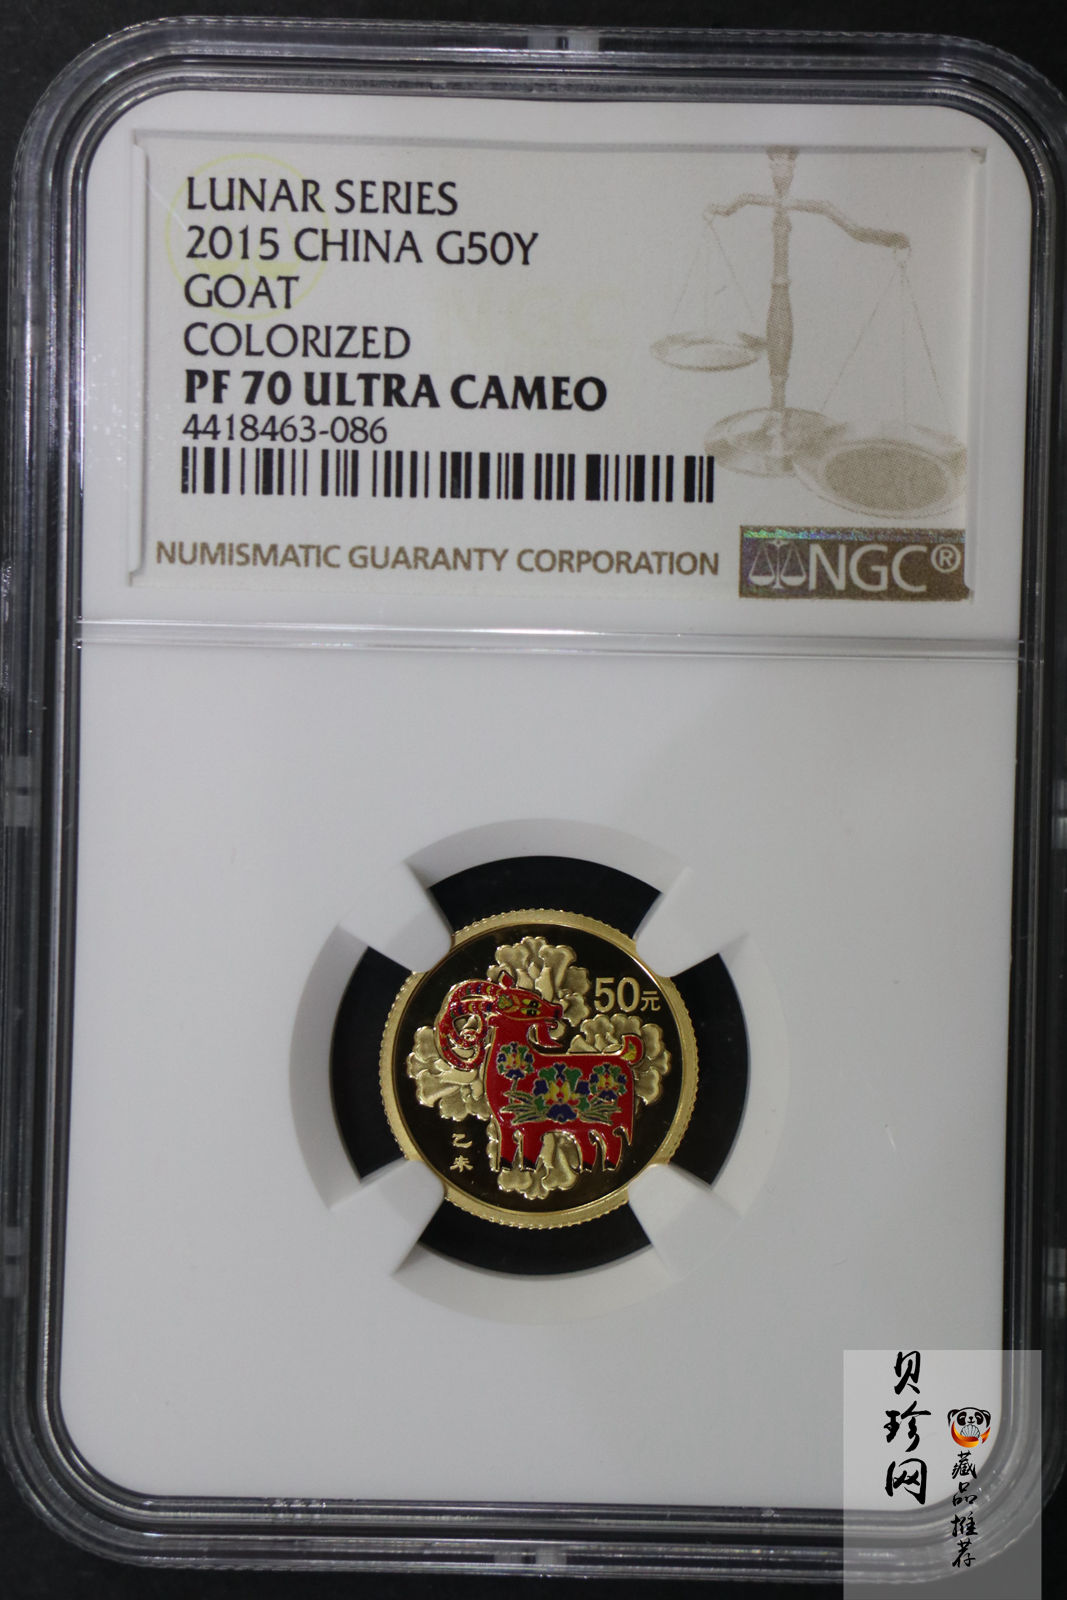 LUNAR SERIES
2015 CHINA G50Y
GOAT
COLORIZED
PF 70 ULTRA CAMEO
4418463-086
NUMISMATIC GUARANTY CORPORATION
NGC®
50元
乙未
贝珍网
藏品推荐